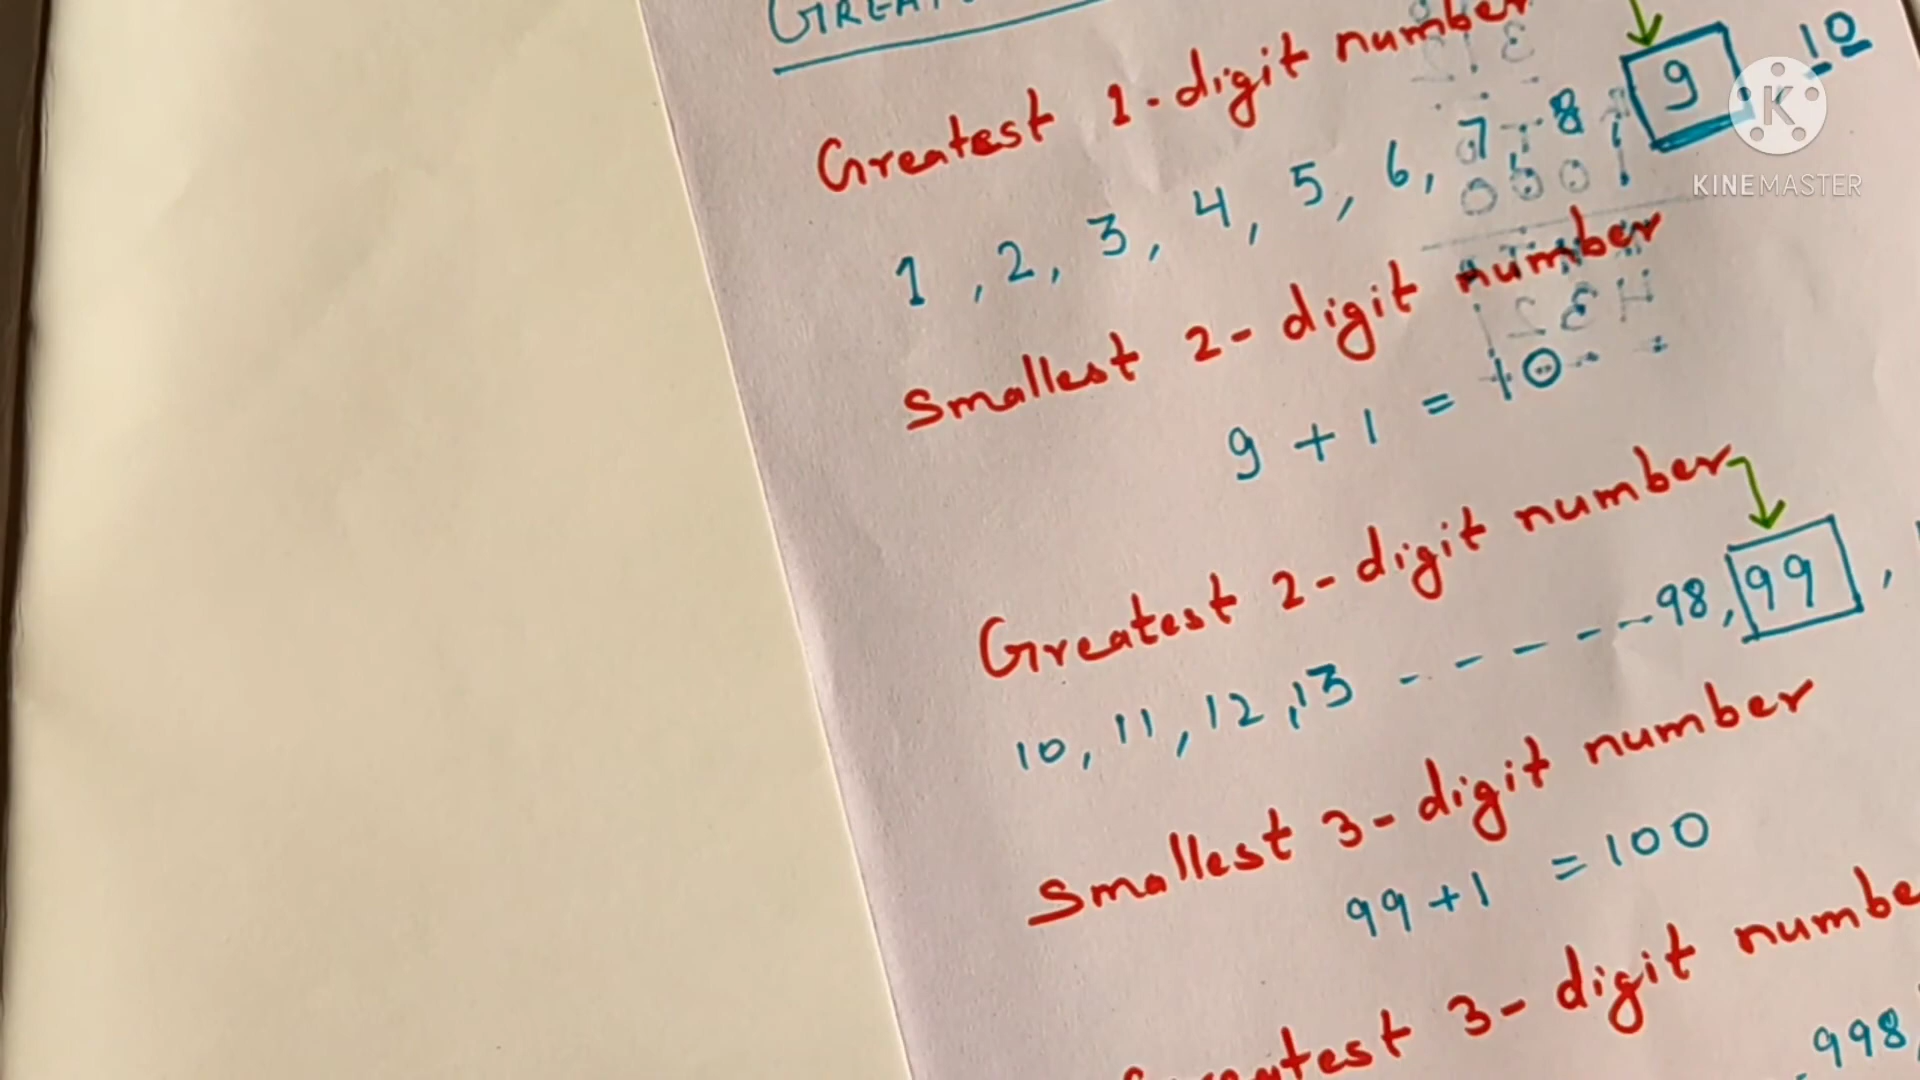 Greatest 1-digit number
1, 2, 3, 4, 5, 6, 7, 8, 9, 10
KINEMASTER
Smallest 2-digit number
9 + 1 = 10
Greatest 2-digit number
10, 11, 12, 13 - - - - - - 98, 99,
Smallest 3-digit number
99 + 1 = 100
3-digit
998,